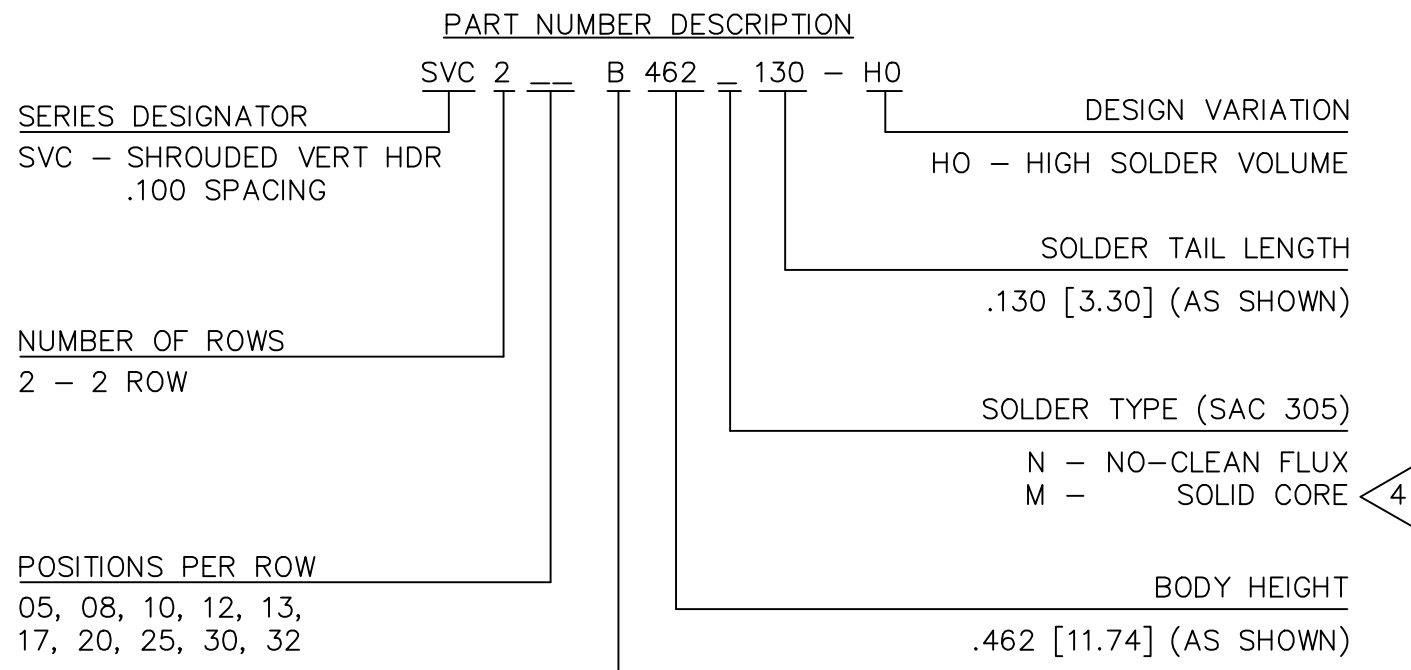 PART NUMBER DESCRIPTION
SVC 2 __ B 462 _ 130 – HO
SERIES DESIGNATOR
SVC – SHROUDED VERT HDR
.100 SPACING
DESIGN VARIATION
HO – HIGH SOLDER VOLUME
SOLDER TAIL LENGTH
.130 [3.30] (AS SHOWN)
NUMBER OF ROWS
2 – 2 ROW
SOLDER TYPE (SAC 305)
N – NO–CLEAN FLUX
M – SOLID CORE 4
POSITIONS PER ROW
05, 08, 10, 12, 13,
17, 20, 25, 30, 32
BODY HEIGHT
.462 [11.74] (AS SHOWN)